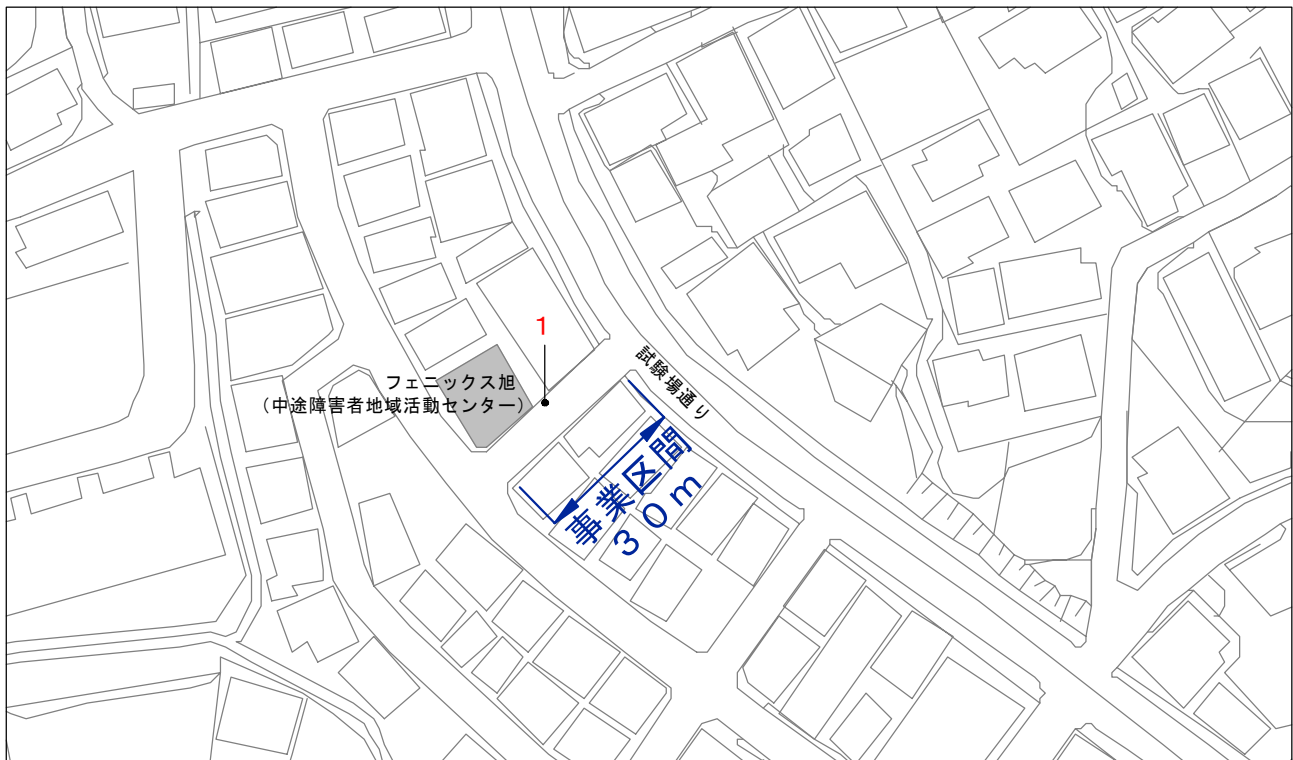 1
試験場通り
フェニックス旭
（中途障害者地域活動センター）
事業区間
３０ｍ